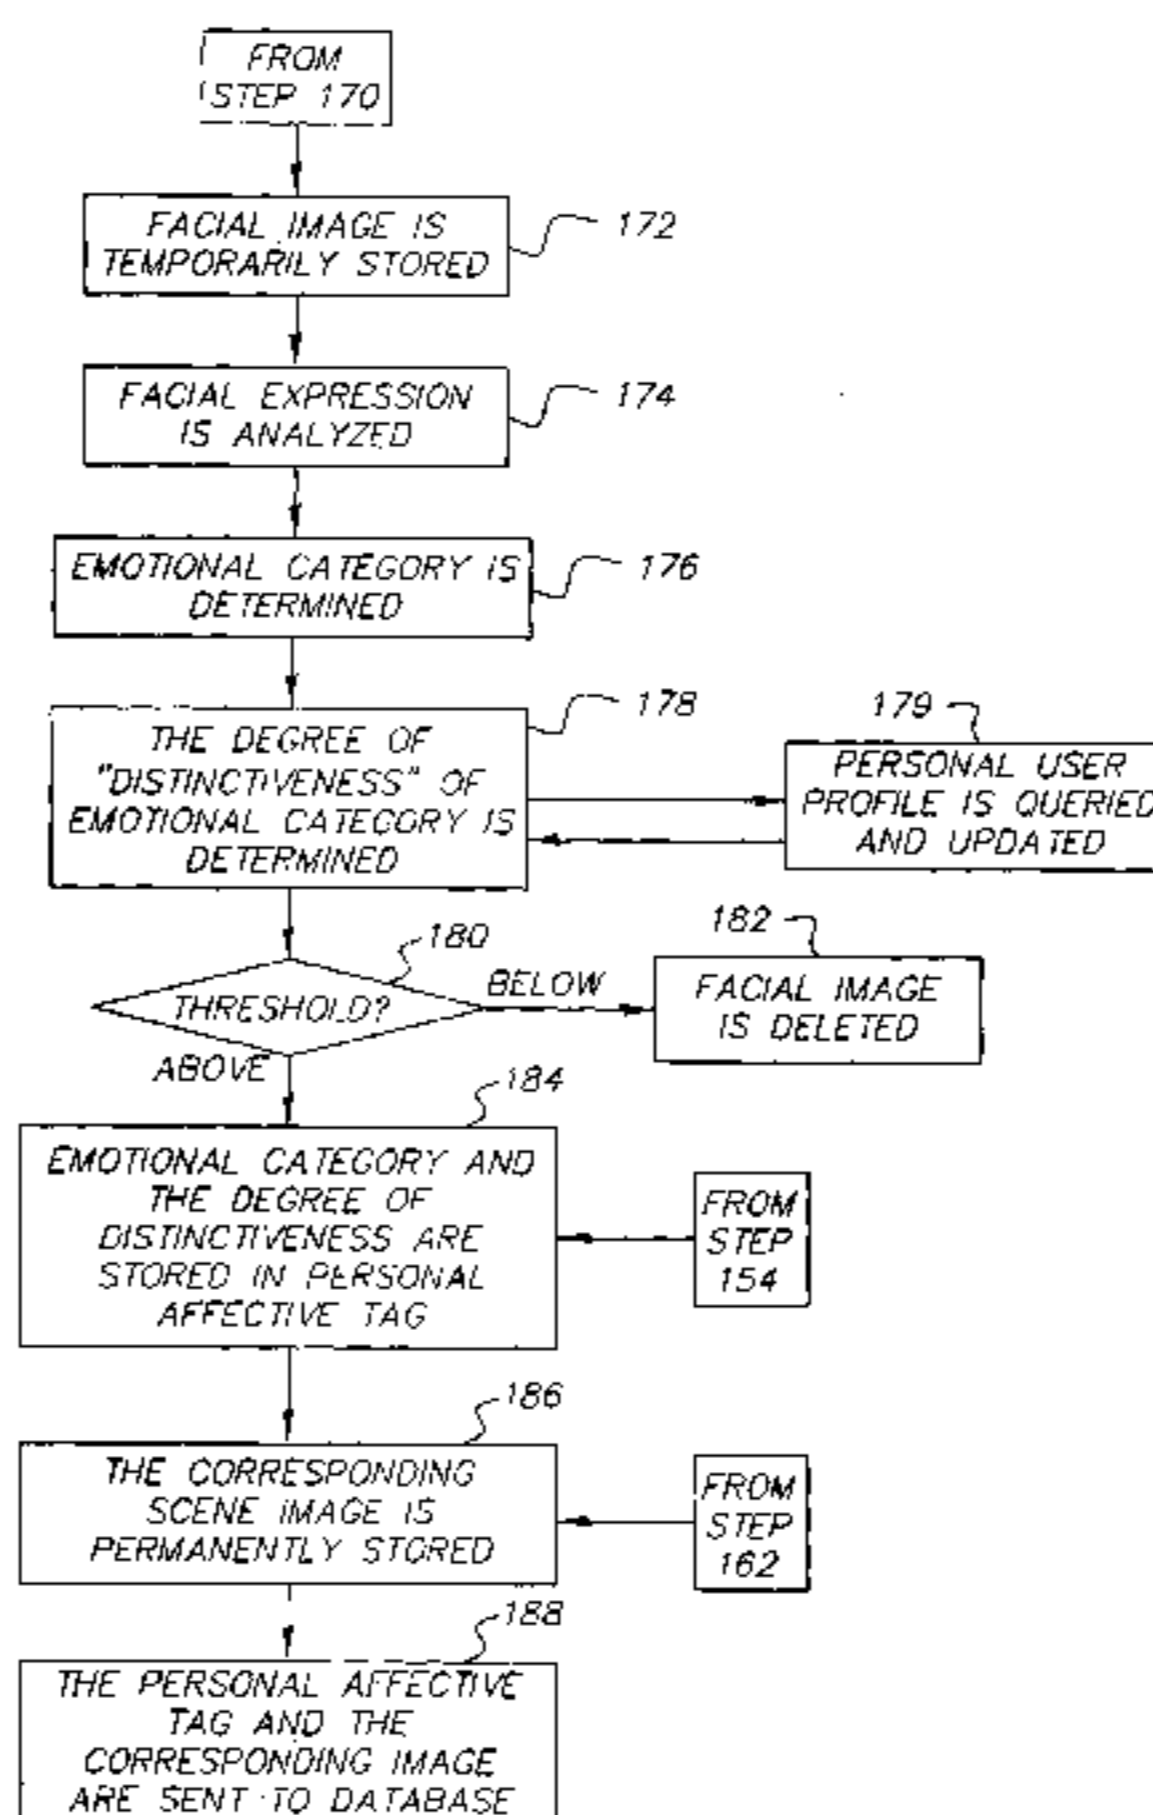 FROM
STEP 170
FACIAL IMAGE IS
TEMPORARILY STORED
172
FACIAL EXPRESSION
IS ANALYZED
174
EMOTIONAL CATEGORY IS
DETERMINED
176
THE DEGREE OF
"DISTINCTIVENESS" OF
EMOTIONAL CATEGORY IS
DETERMINED
178
179
PERSONAL USER
PROFILE IS QUERIED
AND UPDATED
THRESHOLD?
180
BELOW
182
FACIAL IMAGE
IS DELETED
ABOVE
184
EMOTIONAL CATEGORY AND
THE DEGREE OF
DISTINCTIVENESS ARE
STORED IN PERSONAL
AFFECTIVE TAG
FROM
STEP
154
186
THE CORRESPONDING
SCENE IMAGE IS
PERMANENTLY STORED
FROM
STEP
162
188
THE PERSONAL AFFECTIVE
TAG AND THE
CORRESPONDING IMAGE
ARE SENT TO DATABASE